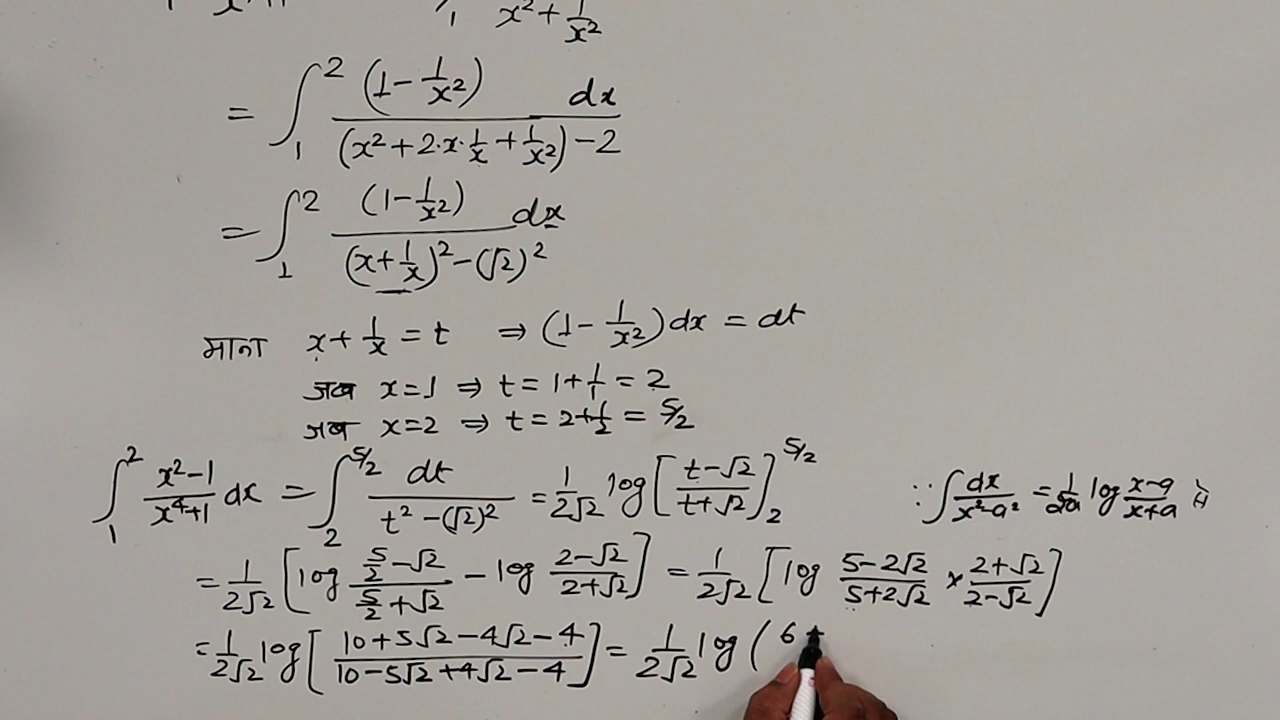 x² + 1/x²
= ∫₁² (1 - 1/x²) dx / (x² + 2·x·1/x + 1/x²) - 2
= ∫₁² (1 - 1/x²) / (x + 1/x)² - (√2)² dx
माना x + 1/x = t ⇒ (1 - 1/x²) dx = dt
जब x=1 ⇒ t = 1 + 1/1 = 2
जब x=2 ⇒ t = 2 + 1/2 = 5/2
∫₁² x²-1/x⁴+1 dx = ∫₂^5/2 dt / t² - (√2)² = 1/2√2 log [t-√2 / t+√2]₂^5/2 ∵ ∫ dx/x²-a² = 1/2a log x-a/x+a से
= 1/2√2 [log 5/2 - √2 / 5/2 + √2 - log 2-√2 / 2+√2] = 1/2√2 [log 5-2√2 / 5+2√2 × 2+√2 / 2-√2]
= 1/2√2 log [10+5√2-4√2-4 / 10-5√2+4√2-4] = 1/2√2 log ( 6 +